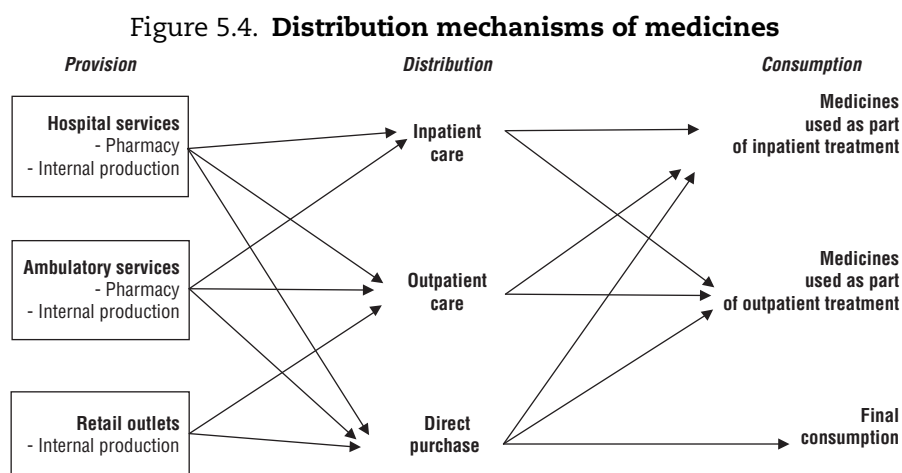 Figure 5.4. Distribution mechanisms of medicines
Provision
Distribution
Consumption
Hospital services
- Pharmacy
- Internal production
Inpatient
care
Medicines
used as part
of inpatient treatment
Ambulatory services
- Pharmacy
- Internal production
Outpatient
care
Medicines
used as part
of outpatient treatment
Retail outlets
- Internal production
Direct
purchase
Final
consumption